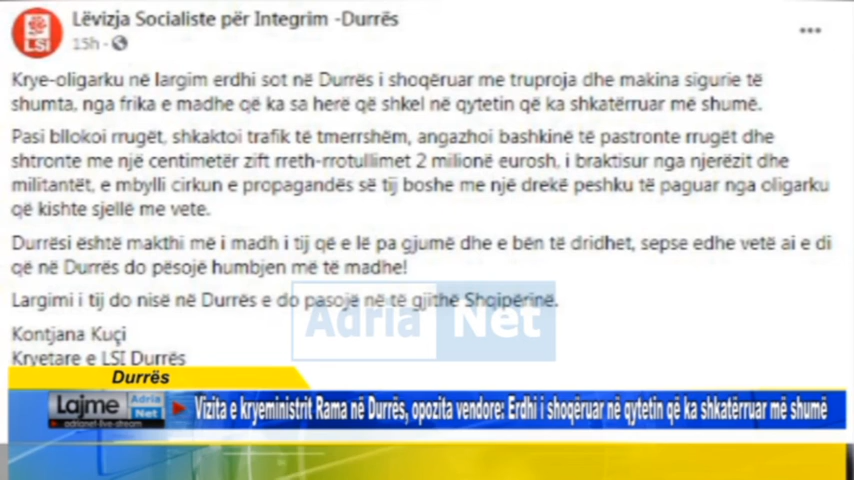 Lëvizja Socialiste për Integrim -Durrës
15h
LSI
Krye-oligarku në largim erdhi sot në Durrës i shoqëruar me truproja dhe makina sigurie të
shumta, nga frika e madhe që ka sa herë që shkel në qytetin që ka shkatërruar më shumë.
Pasi bllokoi rrugët, shkaktoi trafik të tmerrshëm, angazhoi bashkinë të pastronte rrugët dhe
shtronte me një centimetër zift rreth-rrotullimet 2 milionë eurosh, i braktisur nga njerëzit dhe
militantët, e mbylli cirkun e propagandës së tij boshe me një drekë peshku të paguar nga oligarku
që kishte sjellë me vete.
Durrësi është makthi më i madh i tij që e lë pa gjumë dhe e bën të dridhet, sepse edhe vetë ai e di
që në Durrës do pësojë humbjen më të madhe!
Largimi i tij do nisë në Durrës e do pasojë në të gjithë Shqipërinë.
Adria Net
Kontjana Kuçi
Kryetare e LSI Durrës
Durrës
Lajme Adria Net
adrianet-live-stream
Vizita e kryeministrit Rama në Durrës, opozita vendore: Erdhi i shoqëruar në qytetin që ka shkatërruar më shumë